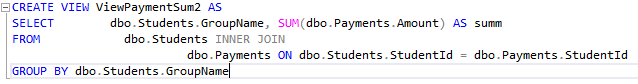 CREATE VIEW ViewPaymentSum2 AS
SELECT dbo.Students.GroupName, SUM(dbo.Payments.Amount) AS summ
FROM dbo.Students INNER JOIN
dbo.Payments ON dbo.Students.StudentId = dbo.Payments.StudentId
GROUP BY dbo.Students.GroupName